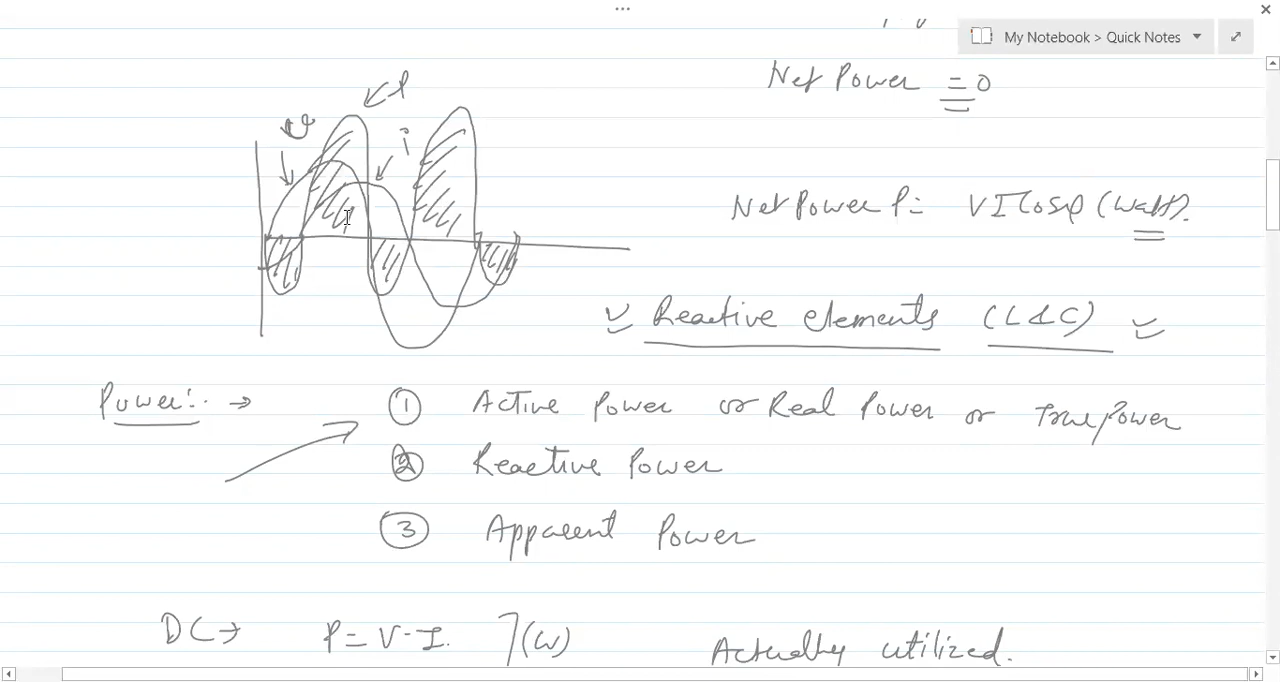 My Notebook > Quick Notes
Net Power = 0
P
v
i
Net Power P = VI Cosφ (Watt).
Reactive elements (L & C)
Power :- → ① Active Power or Real Power or True Power
② Reactive Power
③ Apparent Power
DC → P = V·I. ](W) Actually utilized.